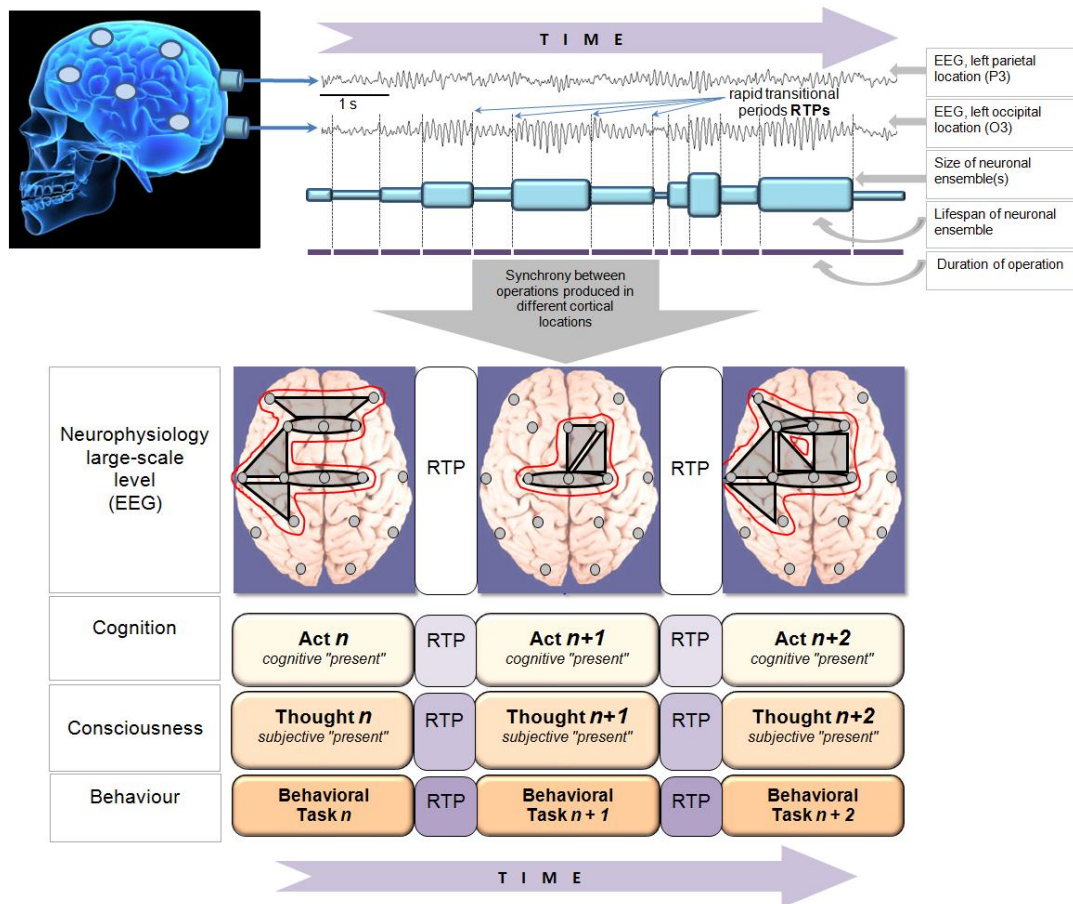 T I M E
EEG, left parietal
location (P3)
1 s
rapid transitional
periods RTPs
EEG, left occipital
location (O3)
Size of neuronal
ensemble(s)
Lifespan of neuronal
ensemble
Duration of operation
Synchrony between
operations produced in
different cortical
locations
Neurophysiology
large-scale
level
(EEG)
RTP
RTP
Cognition
Act n
cognitive "present"
RTP
Act n+1
cognitive "present"
RTP
Act n+2
cognitive "present"
Consciousness
Thought n
subjective "present"
RTP
Thought n+1
subjective "present"
RTP
Thought n+2
subjective "present"
Behaviour
Behavioral
Task n
RTP
Behavioral
Task n + 1
RTP
Behavioral
Task n + 2
T I M E